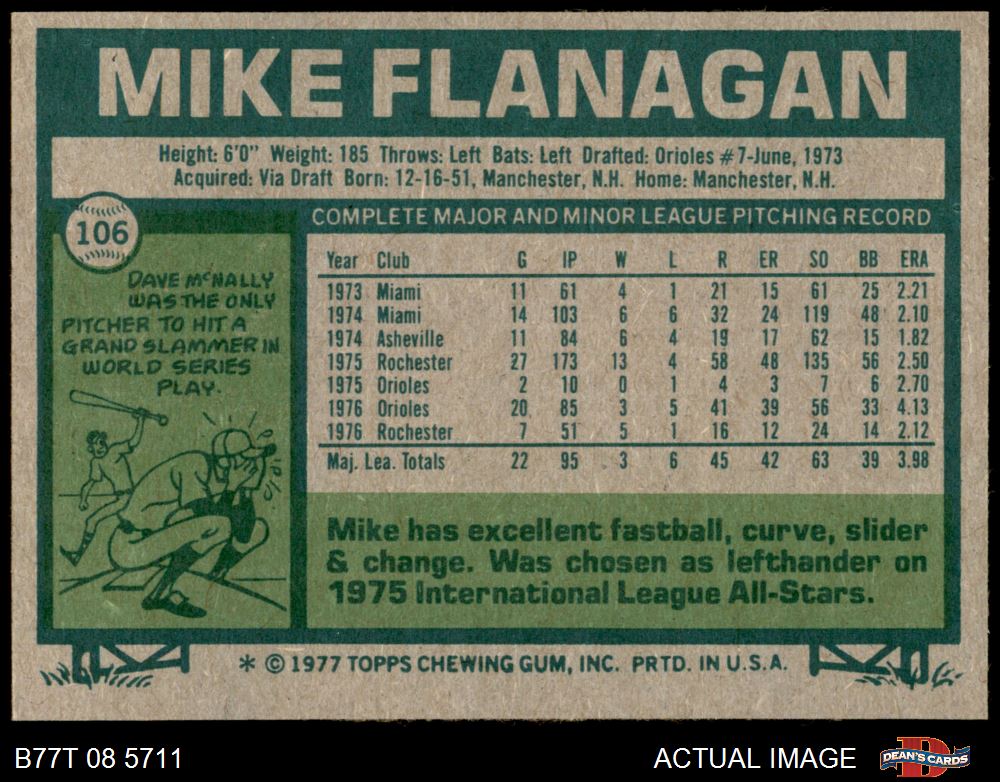 MIKE FLANAGAN
Height: 6'0" Weight: 185 Throws: Left Bats: Left Drafted: Orioles #7-June, 1973
Acquired: Via Draft Born: 12-16-51, Manchester, N.H. Home: Manchester, N.H.
106
DAVE McNALLY
WAS THE ONLY
PITCHER TO HIT A
GRAND SLAMMER IN
WORLD SERIES
PLAY.
COMPLETE MAJOR AND MINOR LEAGUE PITCHING RECORD
Year Club G IP W L R ER SO BB ERA
1973 Miami 11 61 4 1 21 15 61 25 2.21
1974 Miami 14 103 6 6 32 24 119 48 2.10
1974 Asheville 11 84 6 4 19 17 62 15 1.82
1975 Rochester 27 173 13 4 58 48 135 56 2.50
1975 Orioles 2 10 0 1 4 3 7 6 2.70
1976 Orioles 20 85 3 5 41 39 56 33 4.13
1976 Rochester 7 51 5 1 16 12 24 14 2.12
Maj. Lea. Totals 22 95 3 6 45 42 63 39 3.98
Mike has excellent fastball, curve, slider
& change. Was chosen as lefthander on
1975 International League All-Stars.
* © 1977 TOPPS CHEWING GUM, INC. PRTD. IN U.S.A.
B77T 08 5711
ACTUAL IMAGE
DEAN'S CARDS